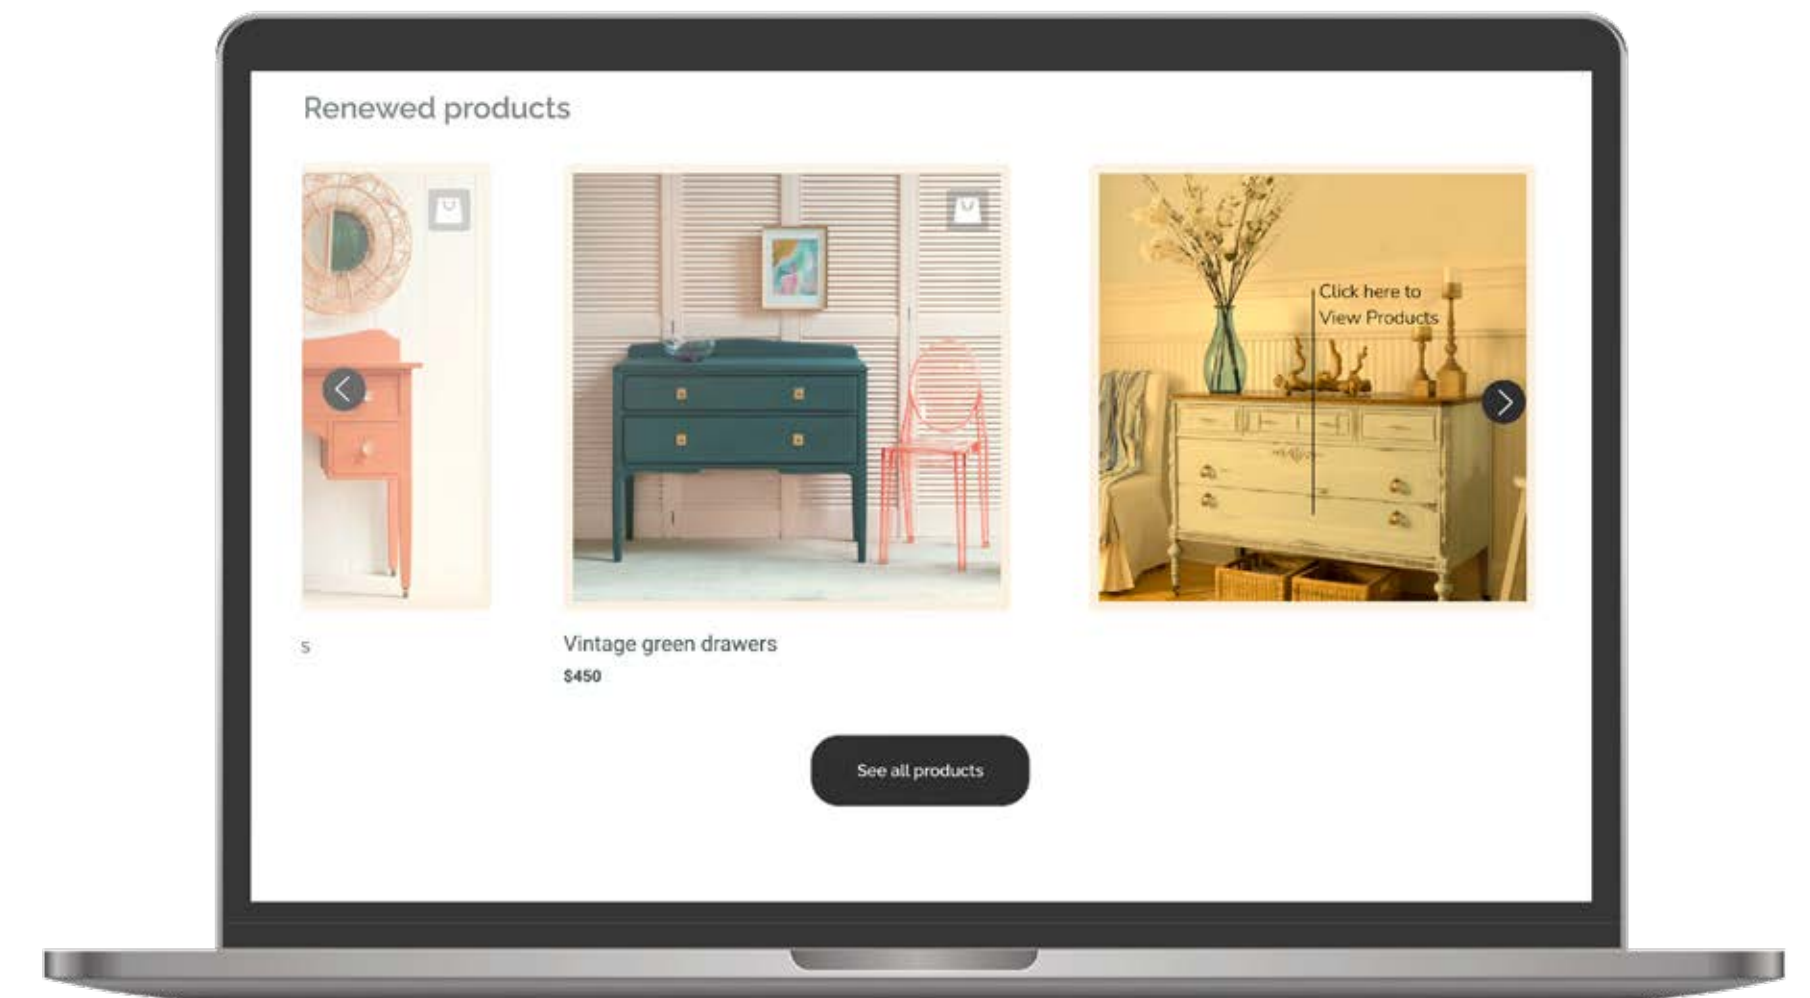 Renewed products
Click here to
View Products
s
Vintage green drawers
$450
See all products